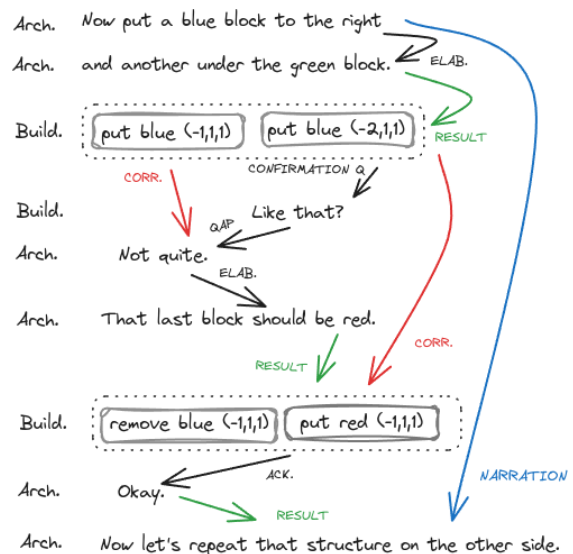 Arch. Now put a blue block to the right
Arch. and another under the green block.
ELAB.
Build. put blue (-1,1,1) put blue (-2,1,1)
RESULT
CORR. CONFIRMATION Q
Build. Like that?
QAP
Arch. Not quite.
ELAB.
Arch. That last block should be red.
CORR.
RESULT
Build. remove blue (-1,1,1) put red (-1,1,1)
ACK.
NARRATION
Arch. Okay.
RESULT
Arch. Now let's repeat that structure on the other side.